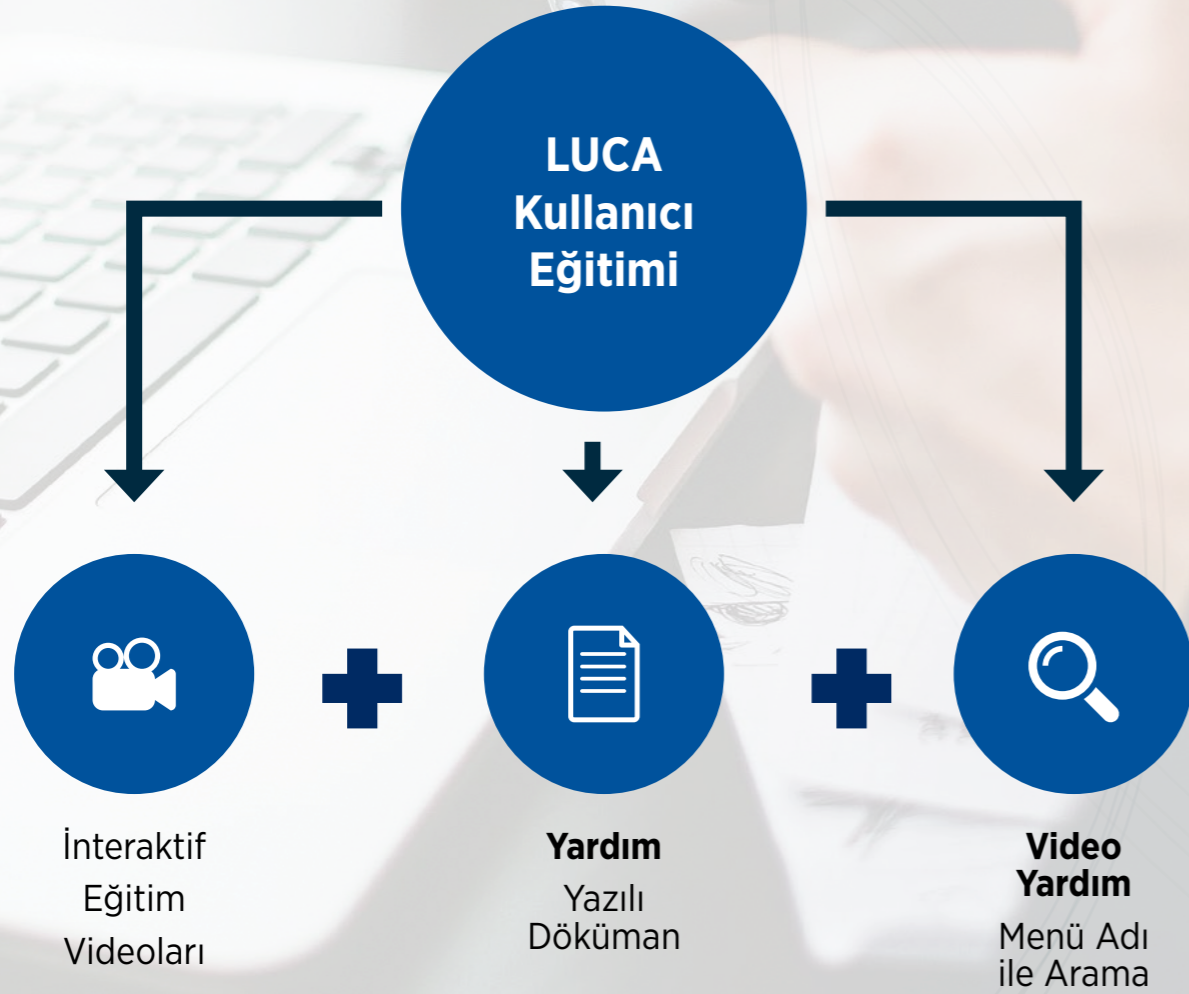 LUCA
Kullanıcı
Eğitimi
İnteraktif
Eğitim
Videoları
Yardım
Yazılı
Döküman
Video
Yardım
Menü Adı
ile Arama